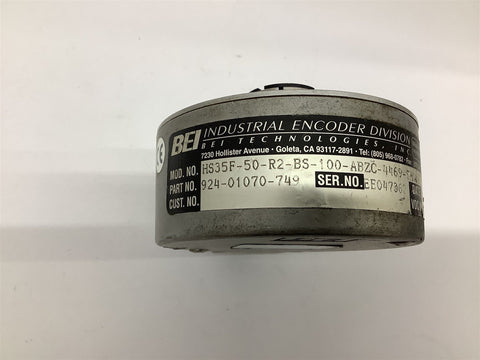 BEI INDUSTRIAL ENCODER DIVISION
BEI TECHNOLOGIES, INC.
7230 Hollister Avenue • Goleta, CA 93117-2891 • Tel: (805) 968-0782
MOD. NO. HS35F-50-R2-BS-100-ABZC-4469-
PART NO. 924-01070-749 SER.NO.
CUST. NO.